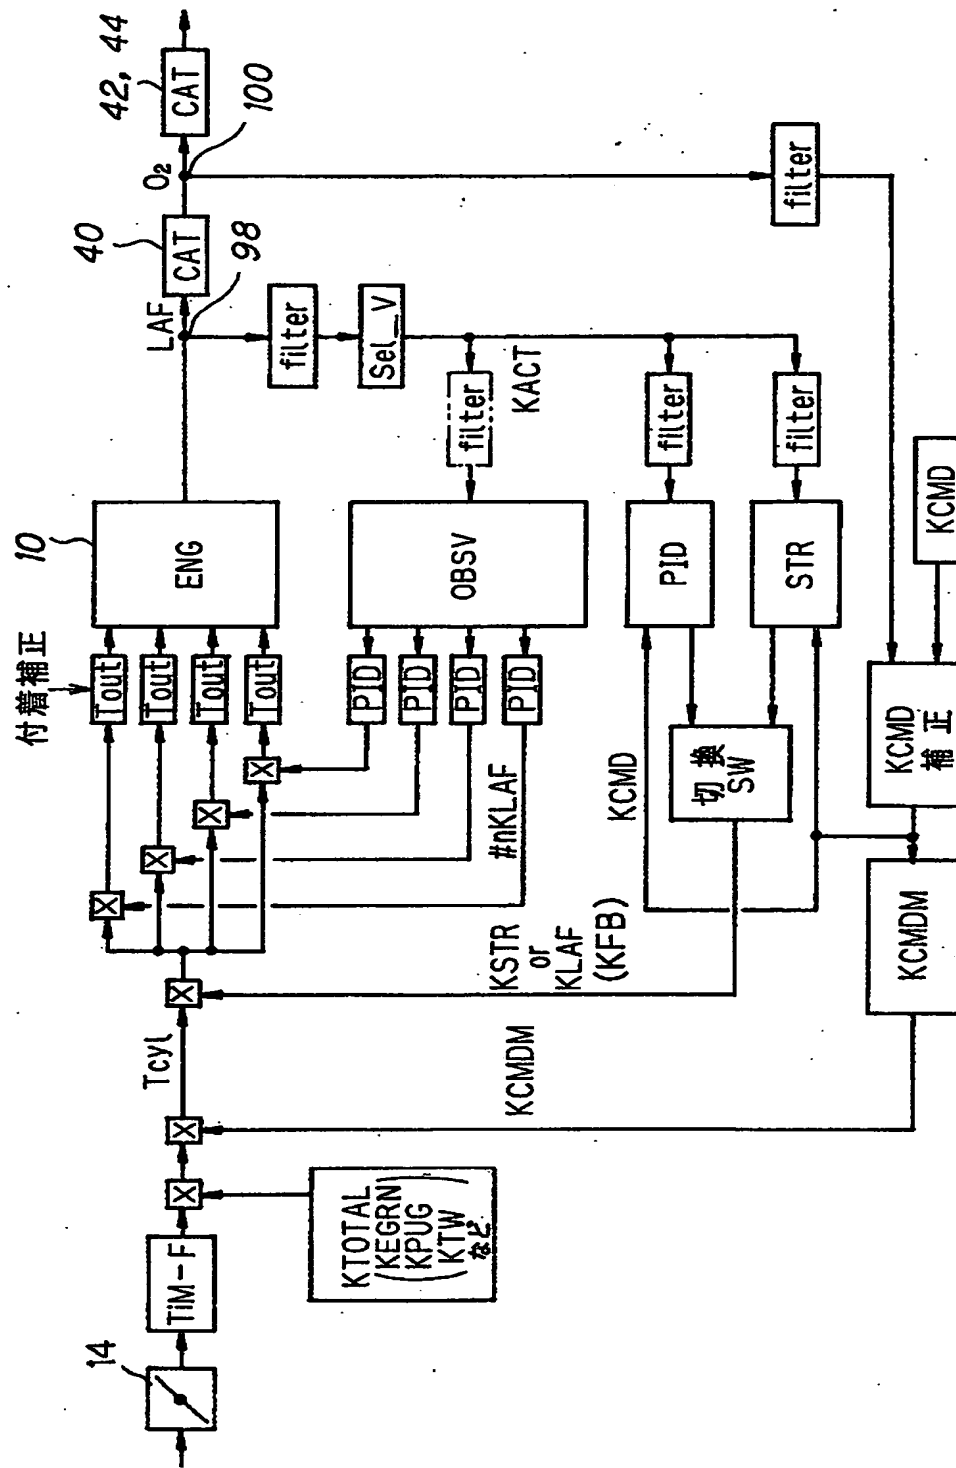 14
TiM-F
KTOTAL
(KEGRN)
KPUG
(KTW)
など
X
X
Tcyl
KCMDM
X
KSTR
or
KLAF
(KFB)
X
X
X
X
#nKLAF
付着補正
Tout
Tout
Tout
Tout
10
ENG
PID
PID
PID
PID
OBSV
filter
KACT
LAF
98
filter
Sel_V
40
CAT
O₂
100
42, 44
CAT
filter
filter
filter
PID
STR
KCMD
切換
SW
KCMD
KCMD
補正
KCMDM